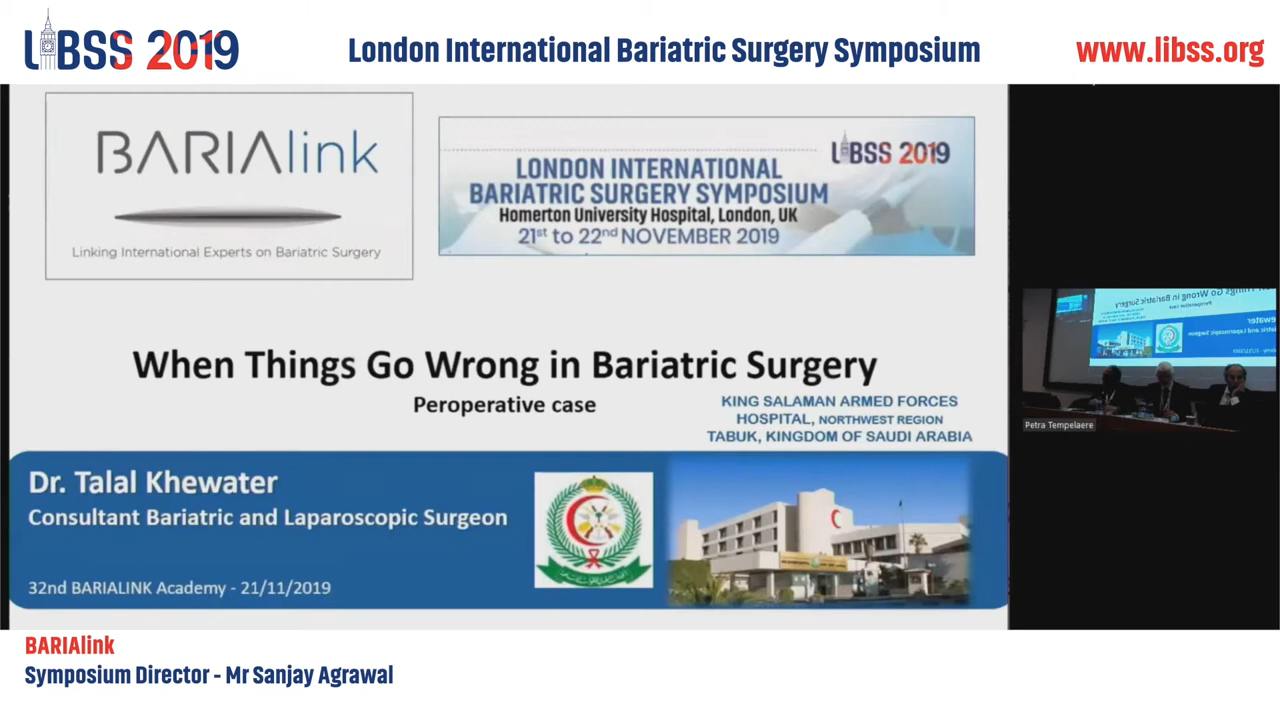 LIBSS 2019
London International Bariatric Surgery Symposium
www.libss.org
BARIAlink
Linking International Experts on Bariatric Surgery
LIBSS 2019
LONDON INTERNATIONAL
BARIATRIC SURGERY SYMPOSIUM
Homerton University Hospital, London, UK
21st to 22nd NOVEMBER 2019
When Things Go Wrong in Bariatric Surgery
Peroperative case
KING SALAMAN ARMED FORCES
HOSPITAL, NORTHWEST REGION
TABUK, KINGDOM OF SAUDI ARABIA
Dr. Talal Khewater
Consultant Bariatric and Laparoscopic Surgeon
32nd BARIALINK Academy - 21/11/2019
Petra Tempelaere
BARIAlink
Symposium Director - Mr Sanjay Agrawal